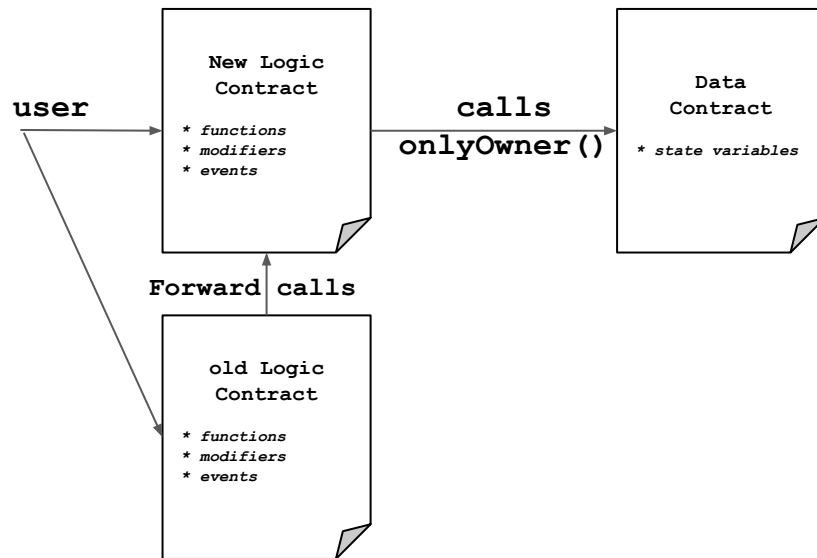 user
New Logic
Contract
* functions
* modifiers
* events
calls
onlyOwner()
Data
Contract
* state variables
Forward calls
old Logic
Contract
* functions
* modifiers
* events